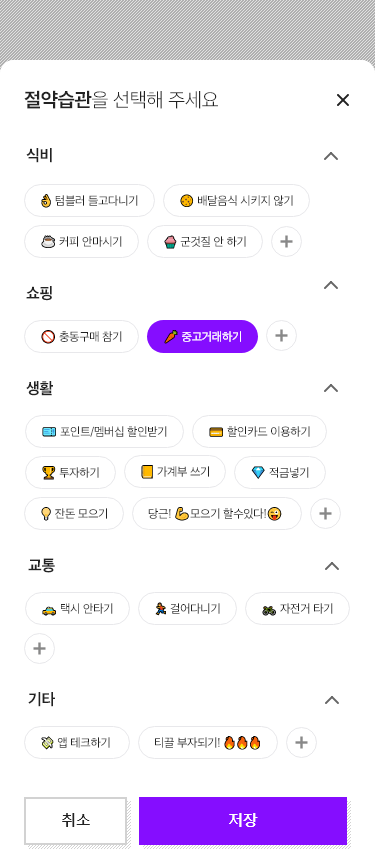 절약습관을 선택해 주세요
식비
텀블러 들고다니기 배달음식 시키지 않기
커피 안마시기 군것질 안 하기
쇼핑
충동구매 참기 중고거래하기
생활
포인트/멤버십 할인받기 할인카드 이용하기
투자하기 가계부 쓰기 적금넣기
잔돈 모으기 당근! 💪모으기 할수있다!😜
교통
택시 안타기 걸어다니기 자전거 타기
기타
앱 테크하기 티끌 부자되기! 🔥🔥🔥
취소 저장